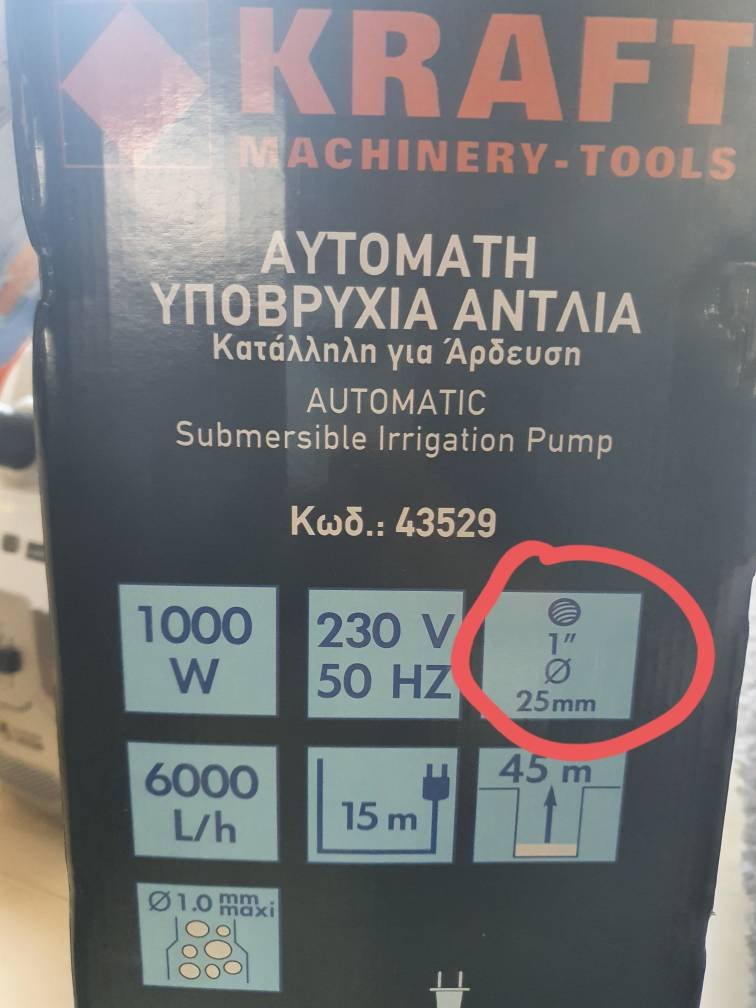 KRAFT
MACHINERY-TOOLS
ΑΥΤΟΜΑΤΗ
ΥΠΟΒΡΥΧΙΑ ΑΝΤΛΙΑ
Κατάλληλη για Άρδευση
AUTOMATIC
Submersible Irrigation Pump
Κωδ.: 43529
1000
W
230 V
50 HZ
1″
Ø
25mm
6000
L/h
15 m
45 m
Ø 1.0 mm
maxi